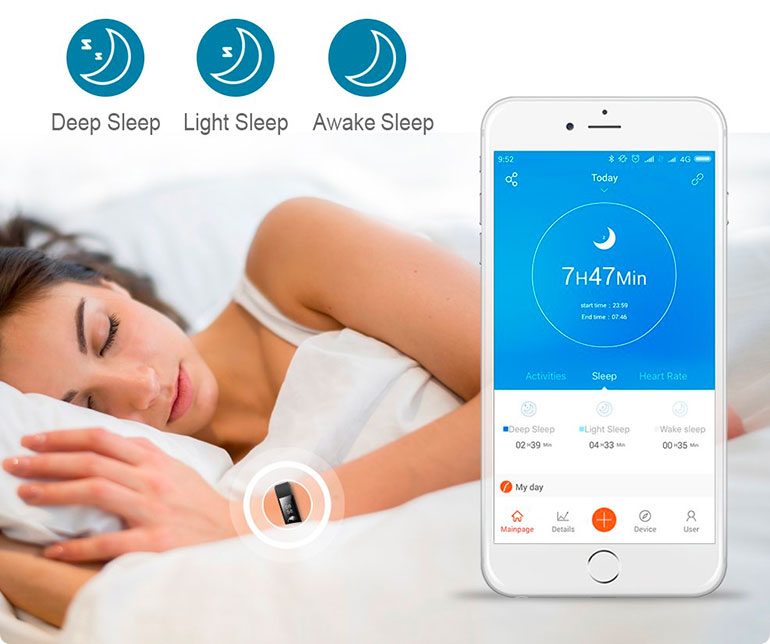 Deep Sleep Light Sleep Awake Sleep
9:52 4G
Today
7H47Min
start time : 23:59
End time : 07:46
Activities Sleep Heart Rate
Deep Sleep Light Sleep Wake sleep
02H39 Min 04H33 Min 00H35 Min
My day
Mainpage Details Device User